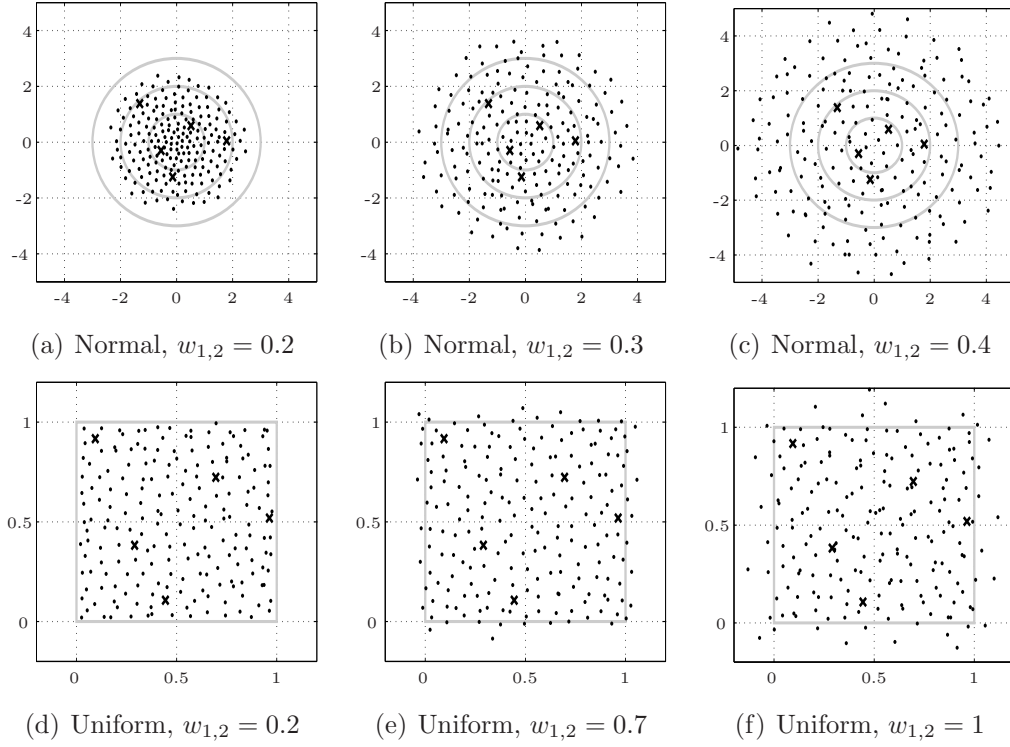 4
2
0
-2
-4
-4 -2 0 2 4
(a) Normal, w1,2 = 0.2
4
2
0
-2
-4
-4 -2 0 2 4
(b) Normal, w1,2 = 0.3
4
2
0
-2
-4
-4 -2 0 2 4
(c) Normal, w1,2 = 0.4
1
0.5
0
0 0.5 1
(d) Uniform, w1,2 = 0.2
1
0.5
0
0 0.5 1
(e) Uniform, w1,2 = 0.7
1
0.5
0
0 0.5 1
(f) Uniform, w1,2 = 1